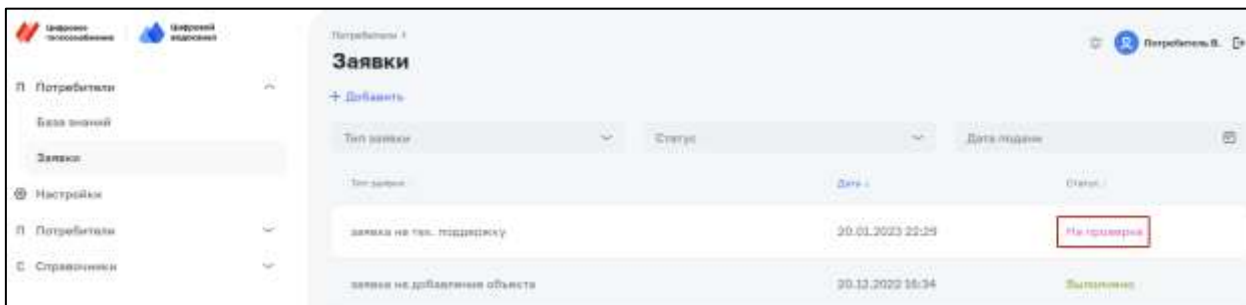 Цифровое теплоснабжение
Цифровой водоканал
П Потребители
База знаний
Заявки
Настройки
П Потребители
С Справочники
Потребители
Заявки
+ Добавить
Потребитель В.
Тип заявки
Статус
Дата подачи
Тип заявки
Дата ↓
Статус
заявка на тех. поддержку
20.01.2023 22:29
На проверке
заявка на добавление объекта
20.12.2022 16:34
Выполнено